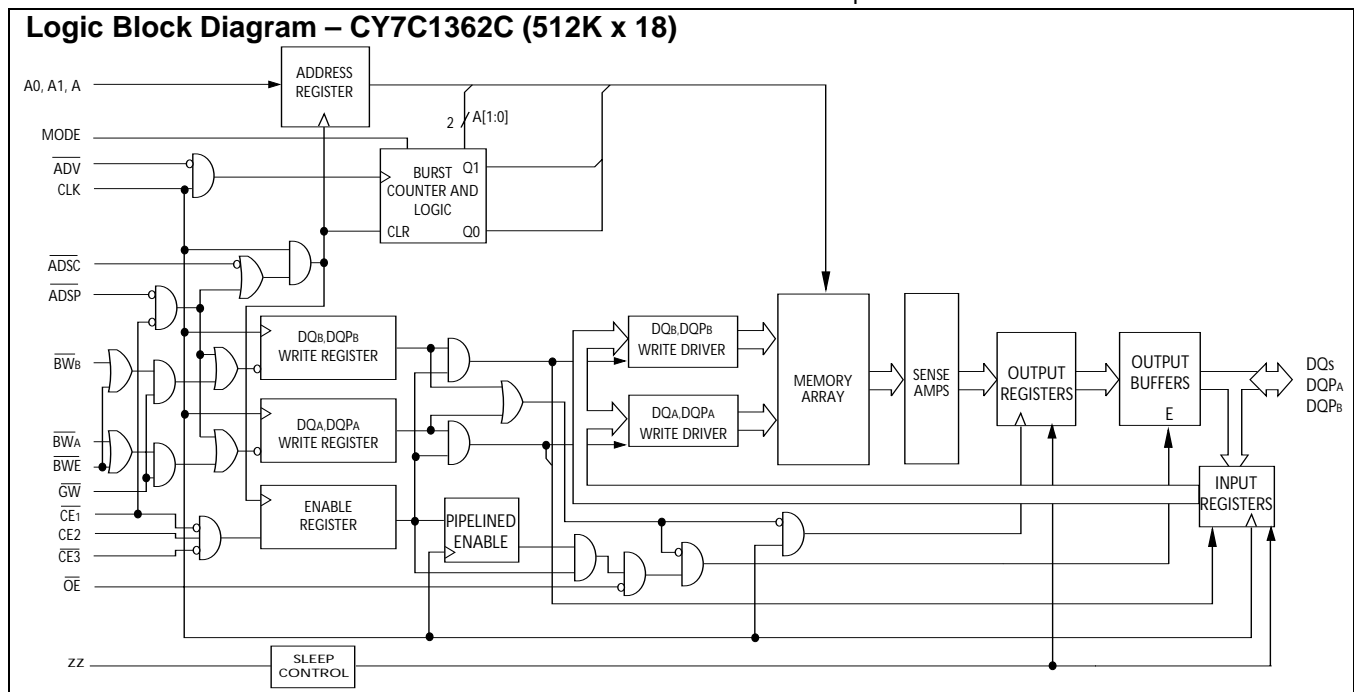 Logic Block Diagram – CY7C1362C (512K x 18)
A0, A1, A
ADDRESS
REGISTER
MODE
2
A[1:0]
ADV
CLK
BURST
COUNTER AND
LOGIC
CLR
Q1
Q0
ADSC
ADSP
DQB,DQPB
WRITE REGISTER
DQB,DQPB
WRITE DRIVER
BWB
DQA,DQPA
WRITE REGISTER
DQA,DQPA
WRITE DRIVER
MEMORY
ARRAY
SENSE
AMPS
OUTPUT
REGISTERS
OUTPUT
BUFFERS
E
DQs
DQPA
DQPB
BWA
BWE
GW
CE1
CE2
CE3
ENABLE
REGISTER
PIPELINED
ENABLE
INPUT
REGISTERS
OE
ZZ
SLEEP
CONTROL